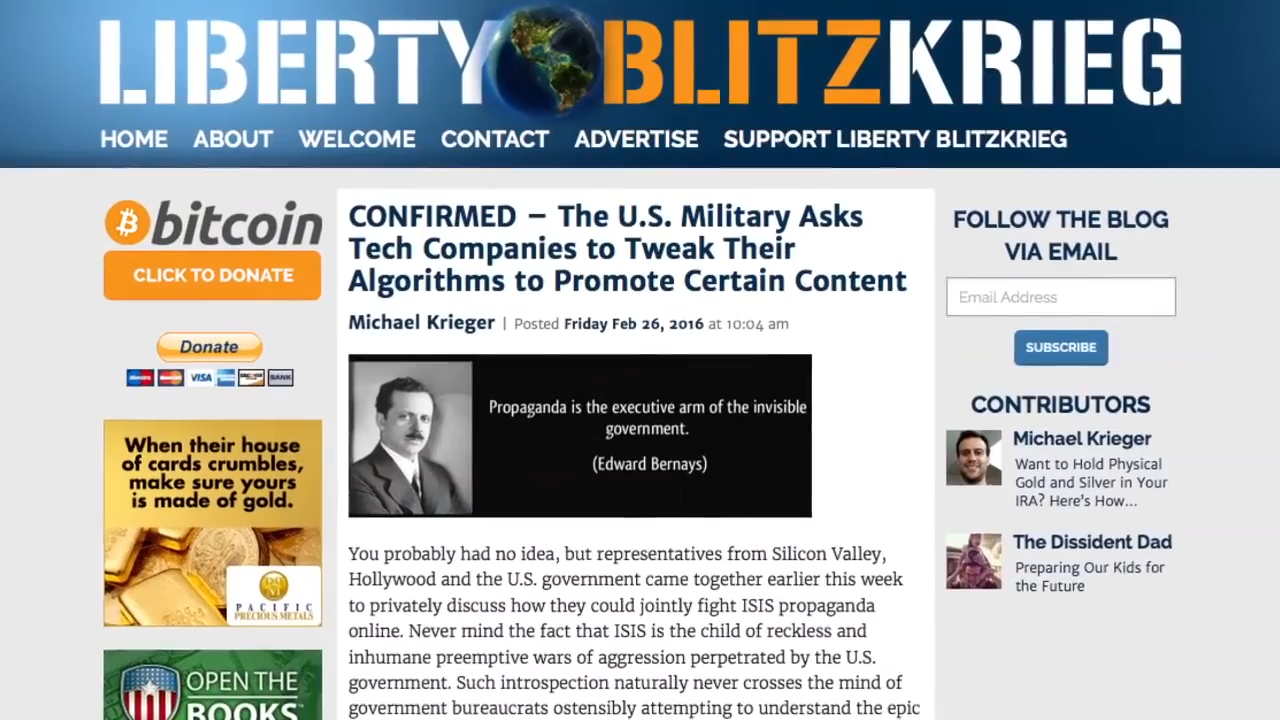 LIBERTY BLITZKRIEG
HOME ABOUT WELCOME CONTACT ADVERTISE SUPPORT LIBERTY BLITZKRIEG
bitcoin
CLICK TO DONATE
Donate
VISA
BANK
When their house
of cards crumbles,
make sure yours
is made of gold.
PACIFIC
PRECIOUS METALS
OPEN THE
BOOKS
CONFIRMED – The U.S. Military Asks
Tech Companies to Tweak Their
Algorithms to Promote Certain Content
Michael Krieger | Posted Friday Feb 26, 2016 at 10:04 am
Propaganda is the executive arm of the invisible
government.
(Edward Bernays)
You probably had no idea, but representatives from Silicon Valley,
Hollywood and the U.S. government came together earlier this week
to privately discuss how they could jointly fight ISIS propaganda
online. Never mind the fact that ISIS is the child of reckless and
inhumane preemptive wars of aggression perpetrated by the U.S.
government. Such introspection naturally never crosses the mind of
government bureaucrats ostensibly attempting to understand the epic
FOLLOW THE BLOG
VIA EMAIL
Email Address
SUBSCRIBE
CONTRIBUTORS
Michael Krieger
Want to Hold Physical
Gold and Silver in Your
IRA? Here's How...
The Dissident Dad
Preparing Our Kids for
the Future